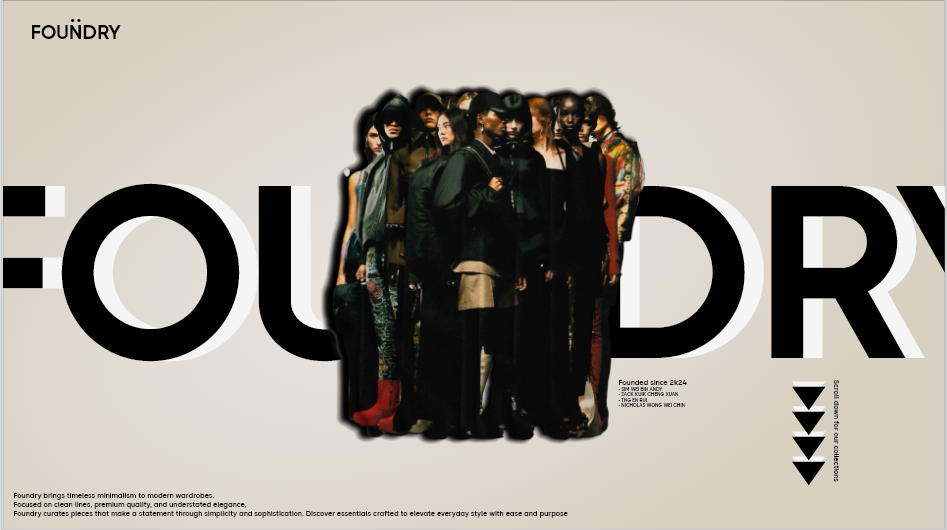 FOUN̈DRY
FOU DRY
Founded since 2k24
- SIM WEI BIN ANDY
- ZACK KUIK CHENG XUAN
- TNG EN RUI
- NICHOLAS WONG WEI CHIN
Scroll down for our collections
Foundry brings timeless minimalism to modern wardrobes.
Focused on clean lines, premium quality, and understated elegance,
Foundry curates pieces that make a statement through simplicity and sophistication. Discover essentials crafted to elevate everyday style with ease and purpose